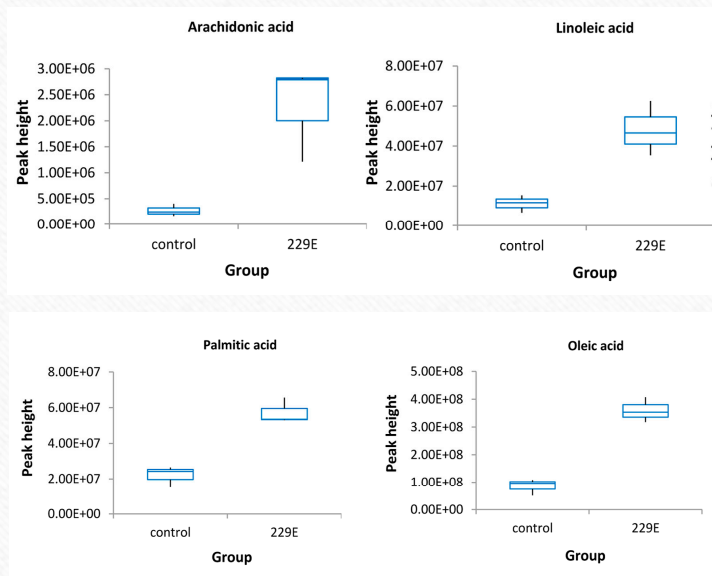 Arachidonic acid
Peak height
3.00E+06
2.50E+06
2.00E+06
1.50E+06
1.00E+06
5.00E+05
0.00E+00
control 229E
Group
Linoleic acid
Peak height
8.00E+07
6.00E+07
4.00E+07
2.00E+07
0.00E+00
control 229E
Group
Palmitic acid
Peak height
8.00E+07
6.00E+07
4.00E+07
2.00E+07
0.00E+00
control 229E
Group
Oleic acid
Peak height
5.00E+08
4.00E+08
3.00E+08
2.00E+08
1.00E+08
0.00E+00
control 229E
Group